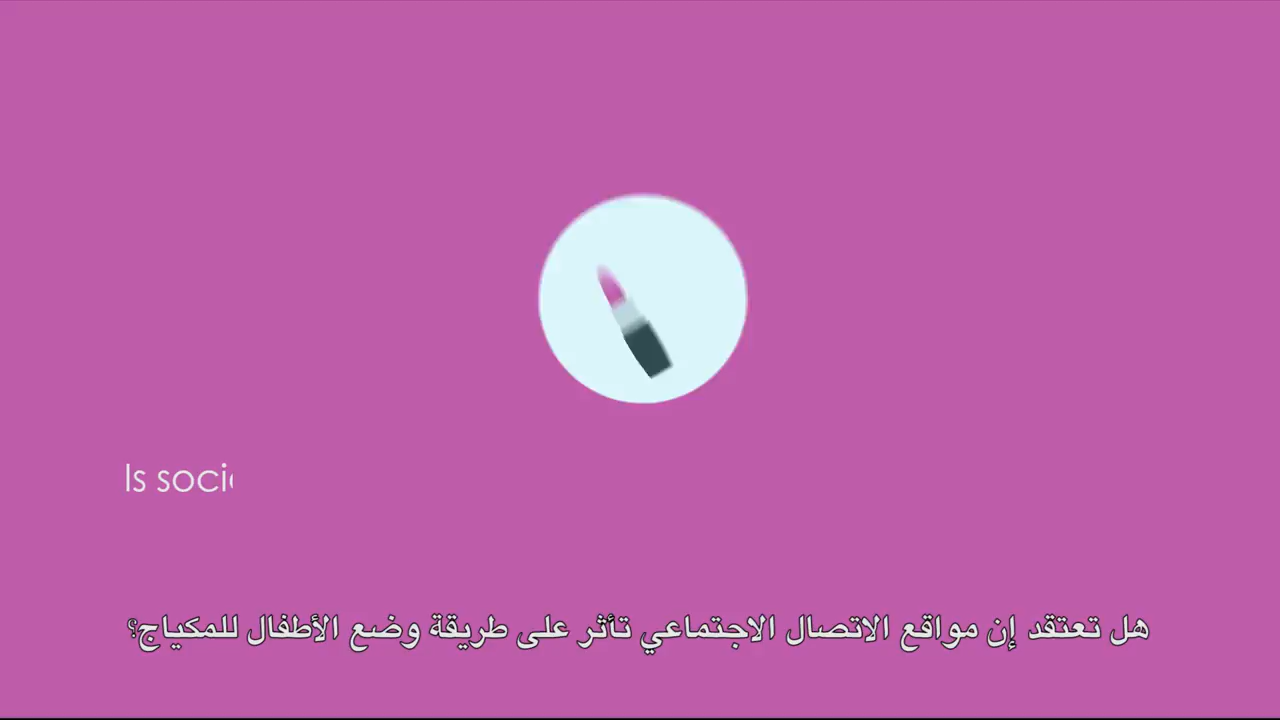 Is soci
هل تعتقد إن مواقع الاتصال الاجتماعي تأثر على طريقة وضع الأطفال للمكياج؟